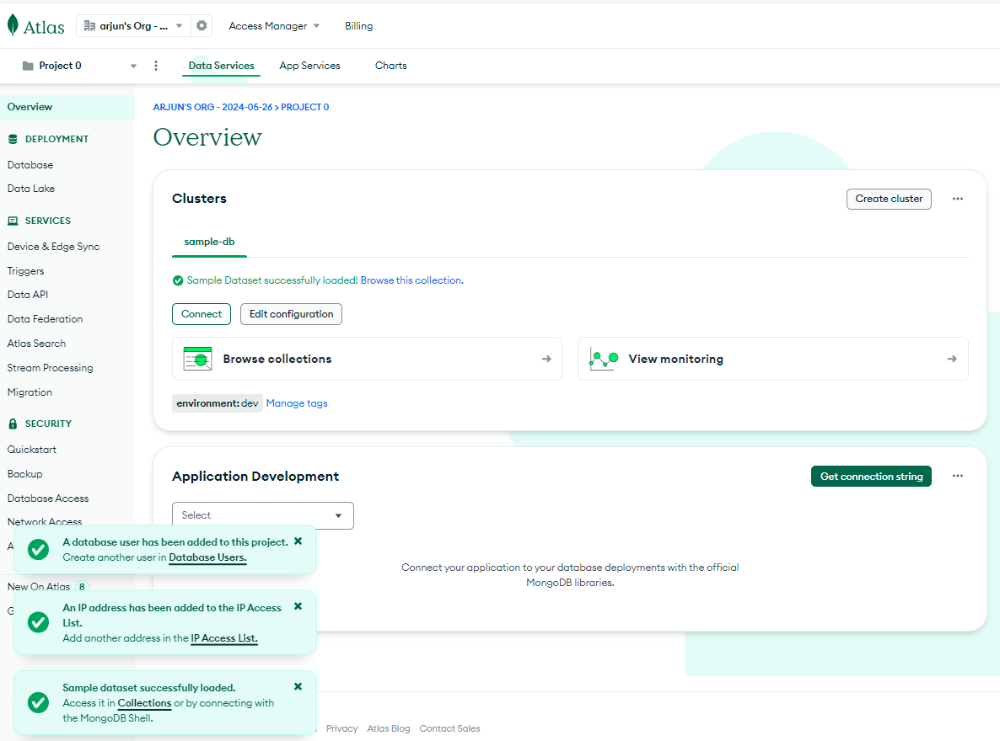 Atlas
arjun's Org - ...
Access Manager
Billing
Project 0
Data Services
App Services
Charts
Overview
DEPLOYMENT
Database
Data Lake
SERVICES
Device & Edge Sync
Triggers
Data API
Data Federation
Atlas Search
Stream Processing
Migration
SECURITY
Quickstart
Backup
Database Access
Network Access
A
New On Atlas 8
G
ARJUN'S ORG - 2024-05-26 > PROJECT 0
Overview
Clusters
Create cluster
sample-db
Sample Dataset successfully loaded! Browse this collection.
Connect
Edit configuration
Browse collections
View monitoring
environment: dev Manage tags
Application Development
Get connection string
Select
Connect your application to your database deployments with the official
MongoDB libraries.
A database user has been added to this project.
Create another user in Database Users.
An IP address has been added to the IP Access
List.
Add another address in the IP Access List.
Sample dataset successfully loaded.
Access it in Collections or by connecting with
the MongoDB Shell.
Privacy Atlas Blog Contact Sales